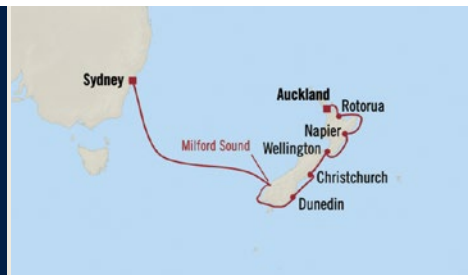 Sydney
Auckland
Rotorua
Napier
Milford Sound
Wellington
Christchurch
Dunedin